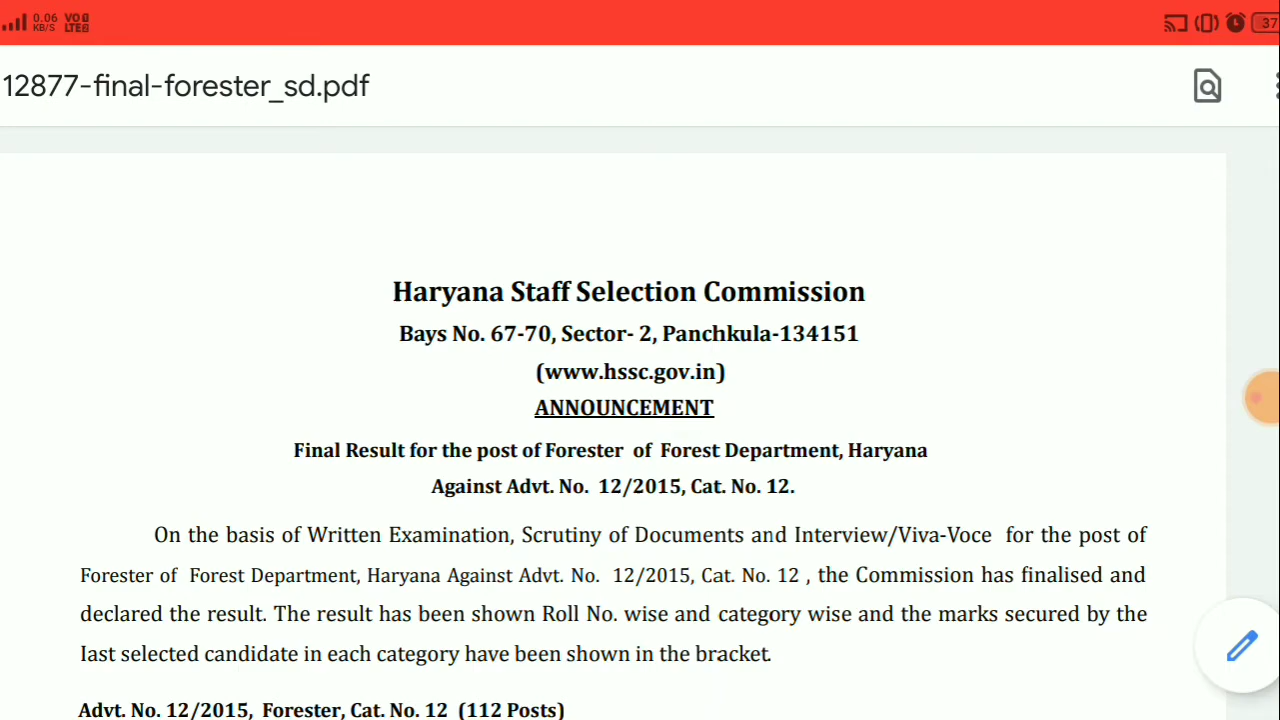 0.06 KB/S VO LTE 37
12877-final-forester_sd.pdf
Haryana Staff Selection Commission
Bays No. 67-70, Sector- 2, Panchkula-134151
(www.hssc.gov.in)
ANNOUNCEMENT
Final Result for the post of Forester of Forest Department, Haryana
Against Advt. No. 12/2015, Cat. No. 12.
On the basis of Written Examination, Scrutiny of Documents and Interview/Viva-Voce for the post of
Forester of Forest Department, Haryana Against Advt. No. 12/2015, Cat. No. 12 , the Commission has finalised and
declared the result. The result has been shown Roll No. wise and category wise and the marks secured by the
last selected candidate in each category have been shown in the bracket.
Advt. No. 12/2015, Forester, Cat. No. 12 (112 Posts)